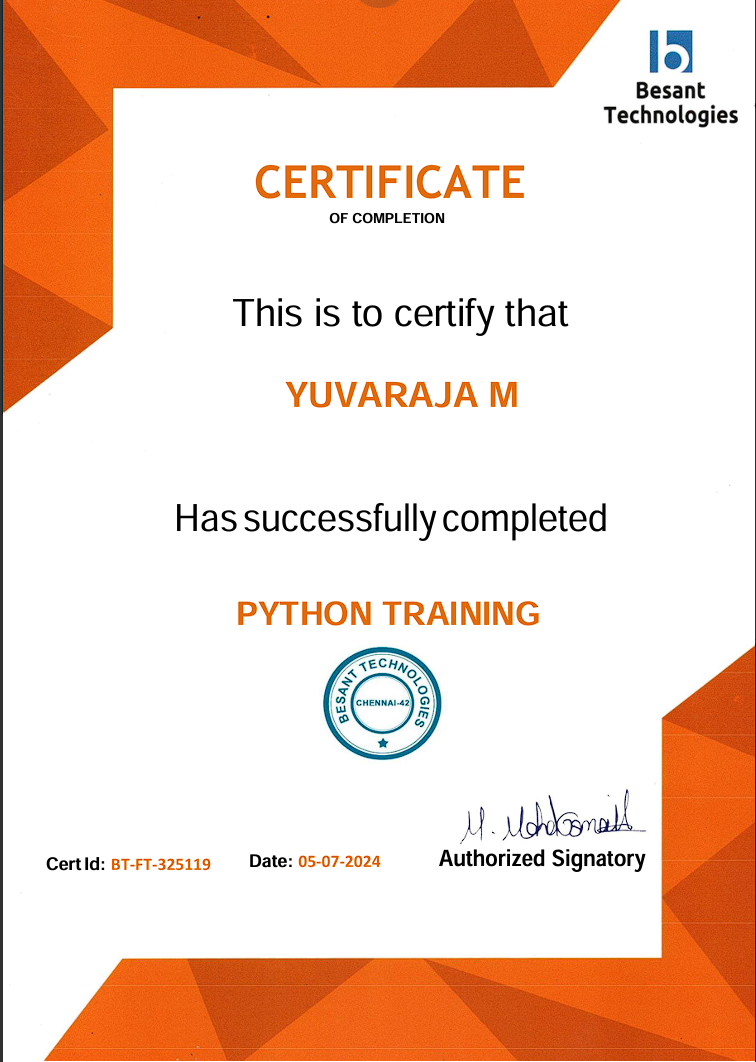 b
Besant
Technologies
CERTIFICATE
OF COMPLETION
This is to certify that
YUVARAJA M
Has successfully completed
PYTHON TRAINING
BESANT TECHNOLOGIES
CHENNAI-42
Cert Id: BT-FT-325119
Date: 05-07-2024
Authorized Signatory